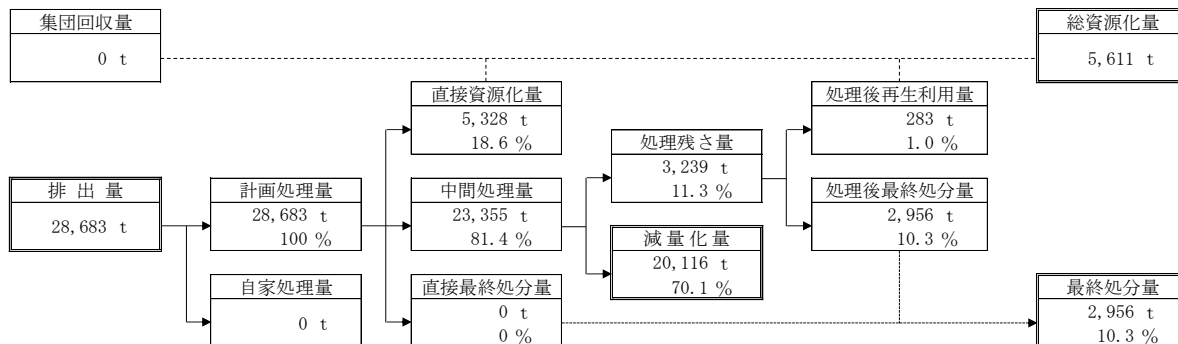 集団回収量
0 t
総資源化量
5,611 t
直接資源化量
5,328 t
18.6 %
処理後再生利用量
283 t
1.0 %
処理残さ量
3,239 t
11.3 %
排 出 量
28,683 t
計画処理量
28,683 t
100 %
中間処理量
23,355 t
81.4 %
処理後最終処分量
2,956 t
10.3 %
減 量 化 量
20,116 t
70.1 %
自家処理量
0 t
直接最終処分量
0 t
0 %
最終処分量
2,956 t
10.3 %